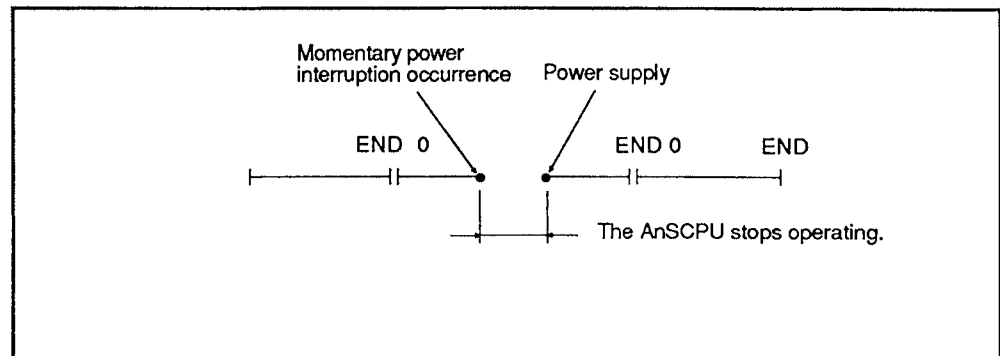 Momentary power
interruption occurrence
Power supply
END 0
END 0
END
The AnSCPU stops operating.